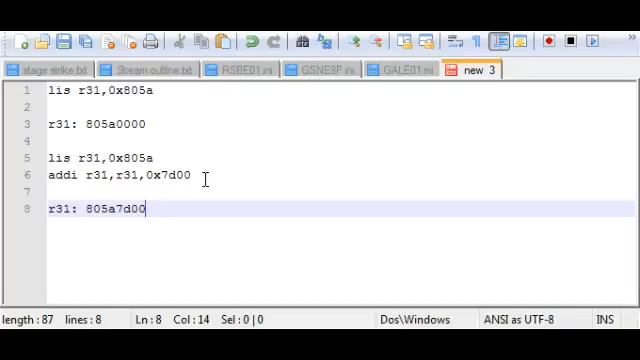 stage strike.txt
Stream outline.txt
RSBE01.ini
GSNE8P.ini
GALE01.ini
new 3
1 lis r31,0x805a
2
3 r31: 805a0000
4
5 lis r31,0x805a
6 addi r31,r31,0x7d00
7
8 r31: 805a7d00
length : 87 lines : 8
Ln : 8 Col : 14 Sel : 0 | 0
Dos\Windows
ANSI as UTF-8
INS